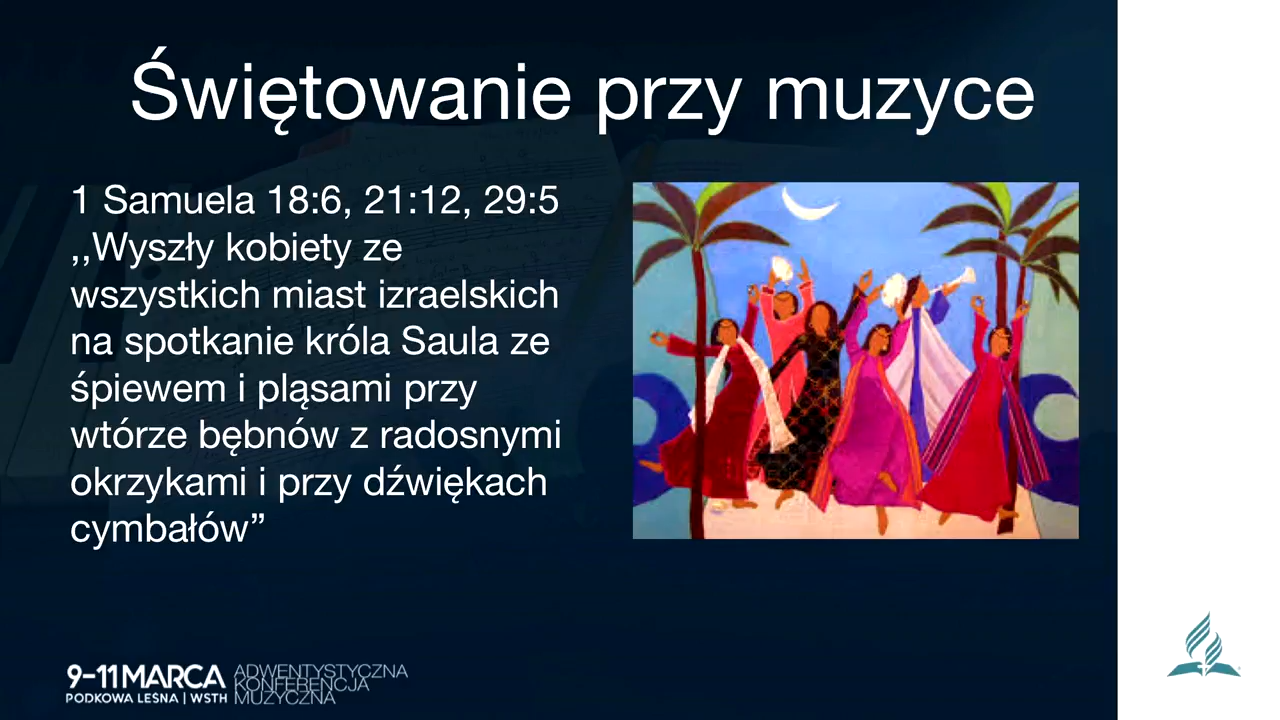 Świętowanie przy muzyce
1 Samuela 18:6, 21:12, 29:5
,,Wyszły kobiety ze
wszystkich miast izraelskich
na spotkanie króla Saula ze
śpiewem i pląsami przy
wtórze bębnów z radosnymi
okrzykami i przy dźwiękach
cymbałów”
9-11 MARCA
PODKOWA LEŚNA | WSTH
ADWENTYSTYCZNA
KONFERENCJA
MUZYCZNA